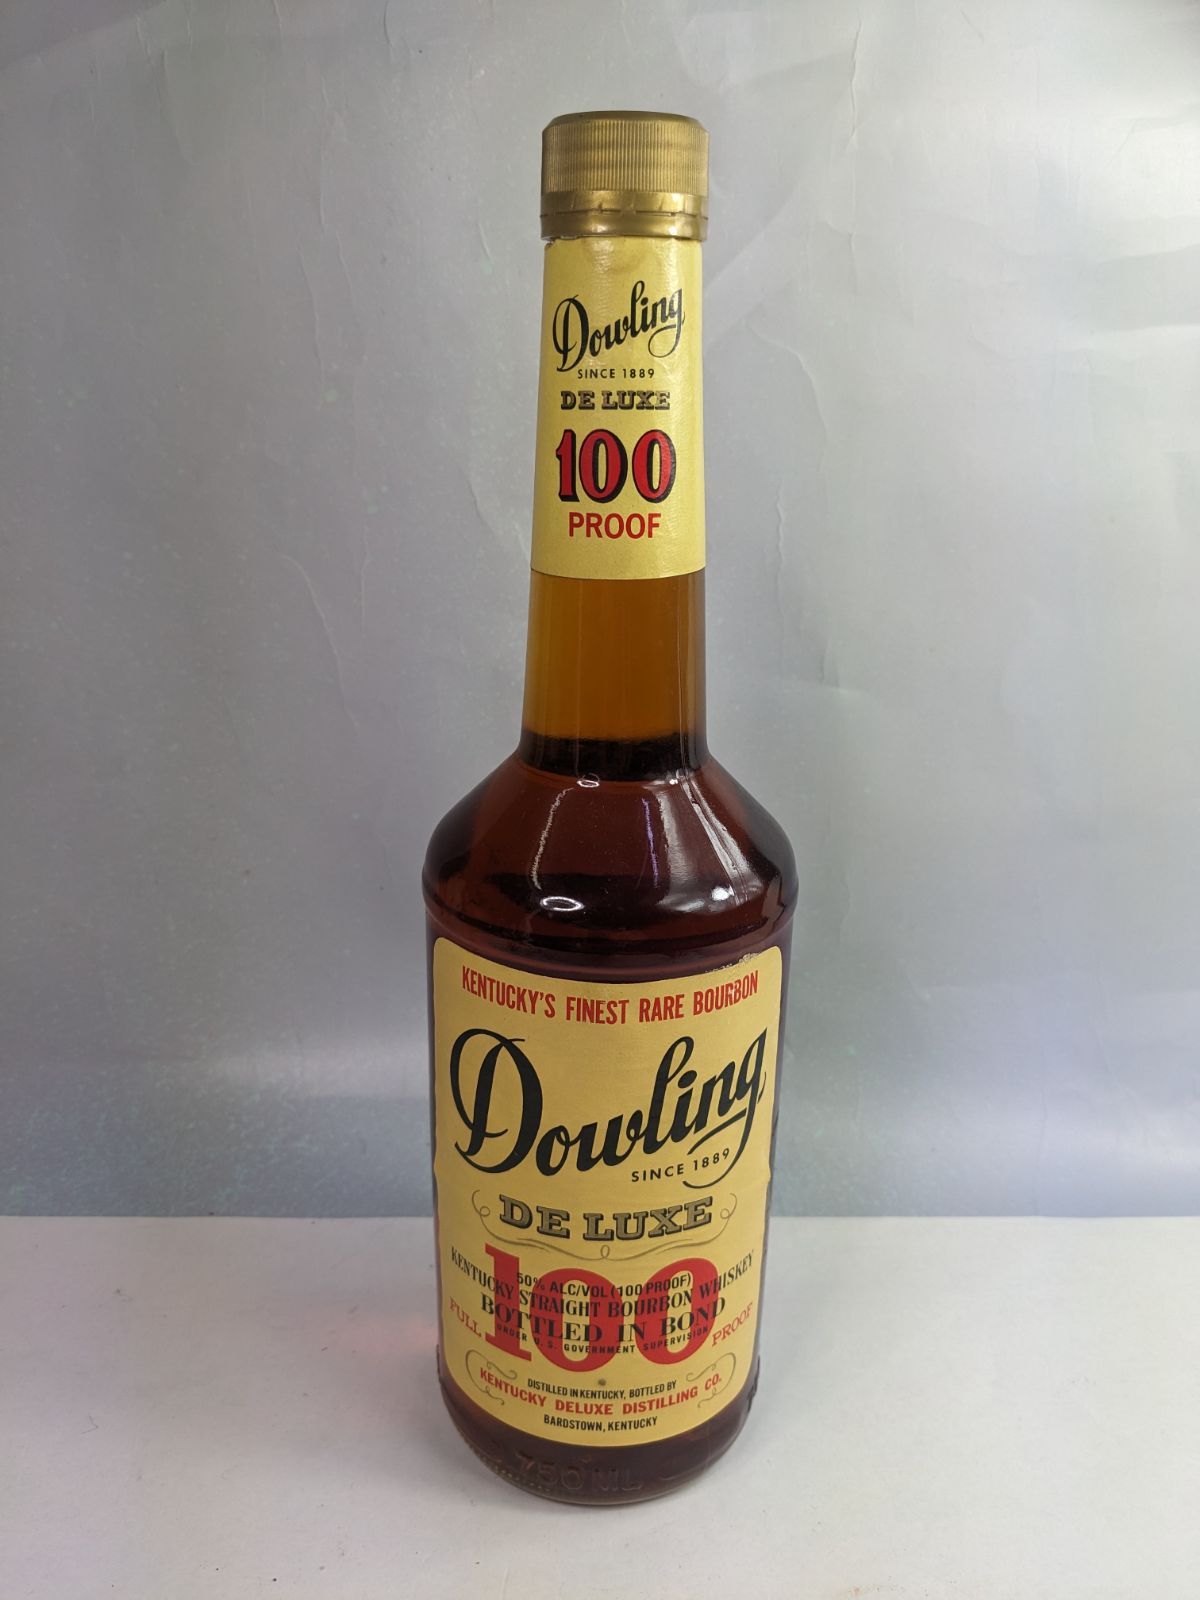 Dowling
SINCE 1889
DE LUXE
100
PROOF
KENTUCKY'S FINEST RARE BOURBON
Dowling
SINCE 1889
DE LUXE
100
50% ALC/VOL (100 PROOF)
KENTUCKY STRAIGHT BOURBON WHISKEY
BOTTLED IN BOND
UNDER U.S. GOVERNMENT SUPERVISION
FULL PROOF
DISTILLED IN KENTUCKY, BOTTLED BY
KENTUCKY DELUXE DISTILLING CO.
BARDSTOWN, KENTUCKY
750 ML